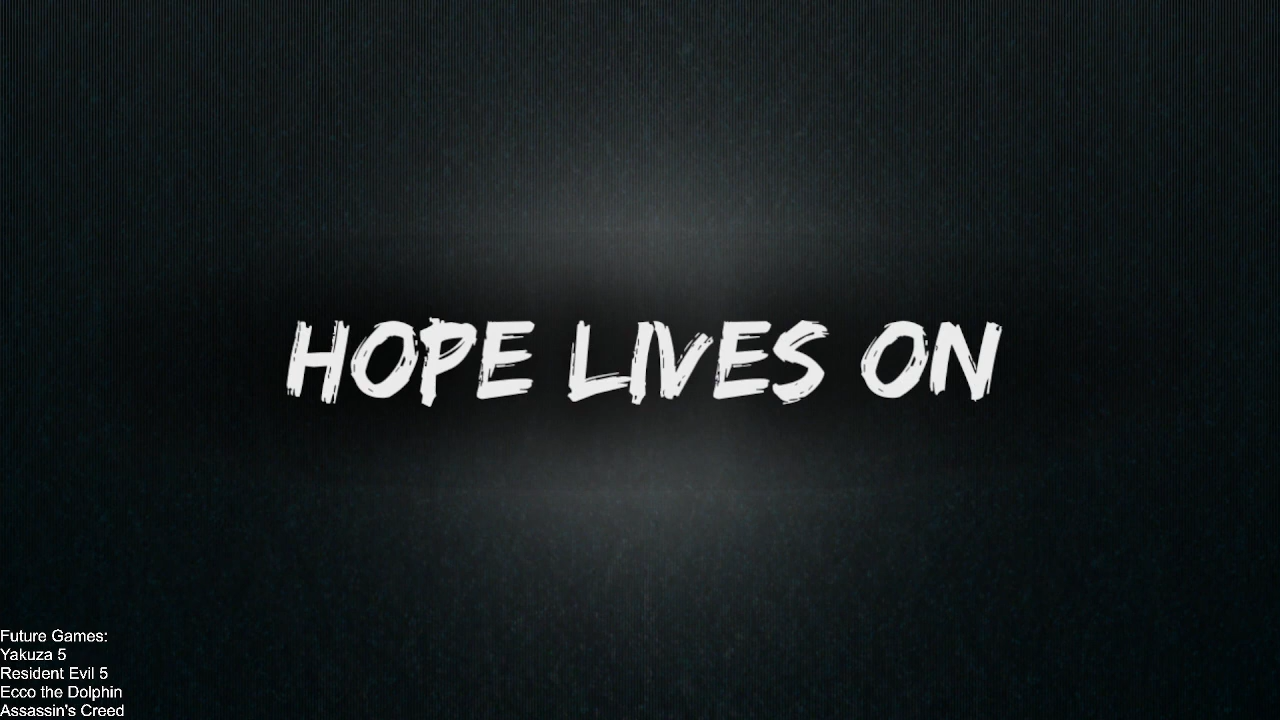 HOPE LIVES ON
Future Games:
Yakuza 5
Resident Evil 5
Ecco the Dolphin
Assassin's Creed